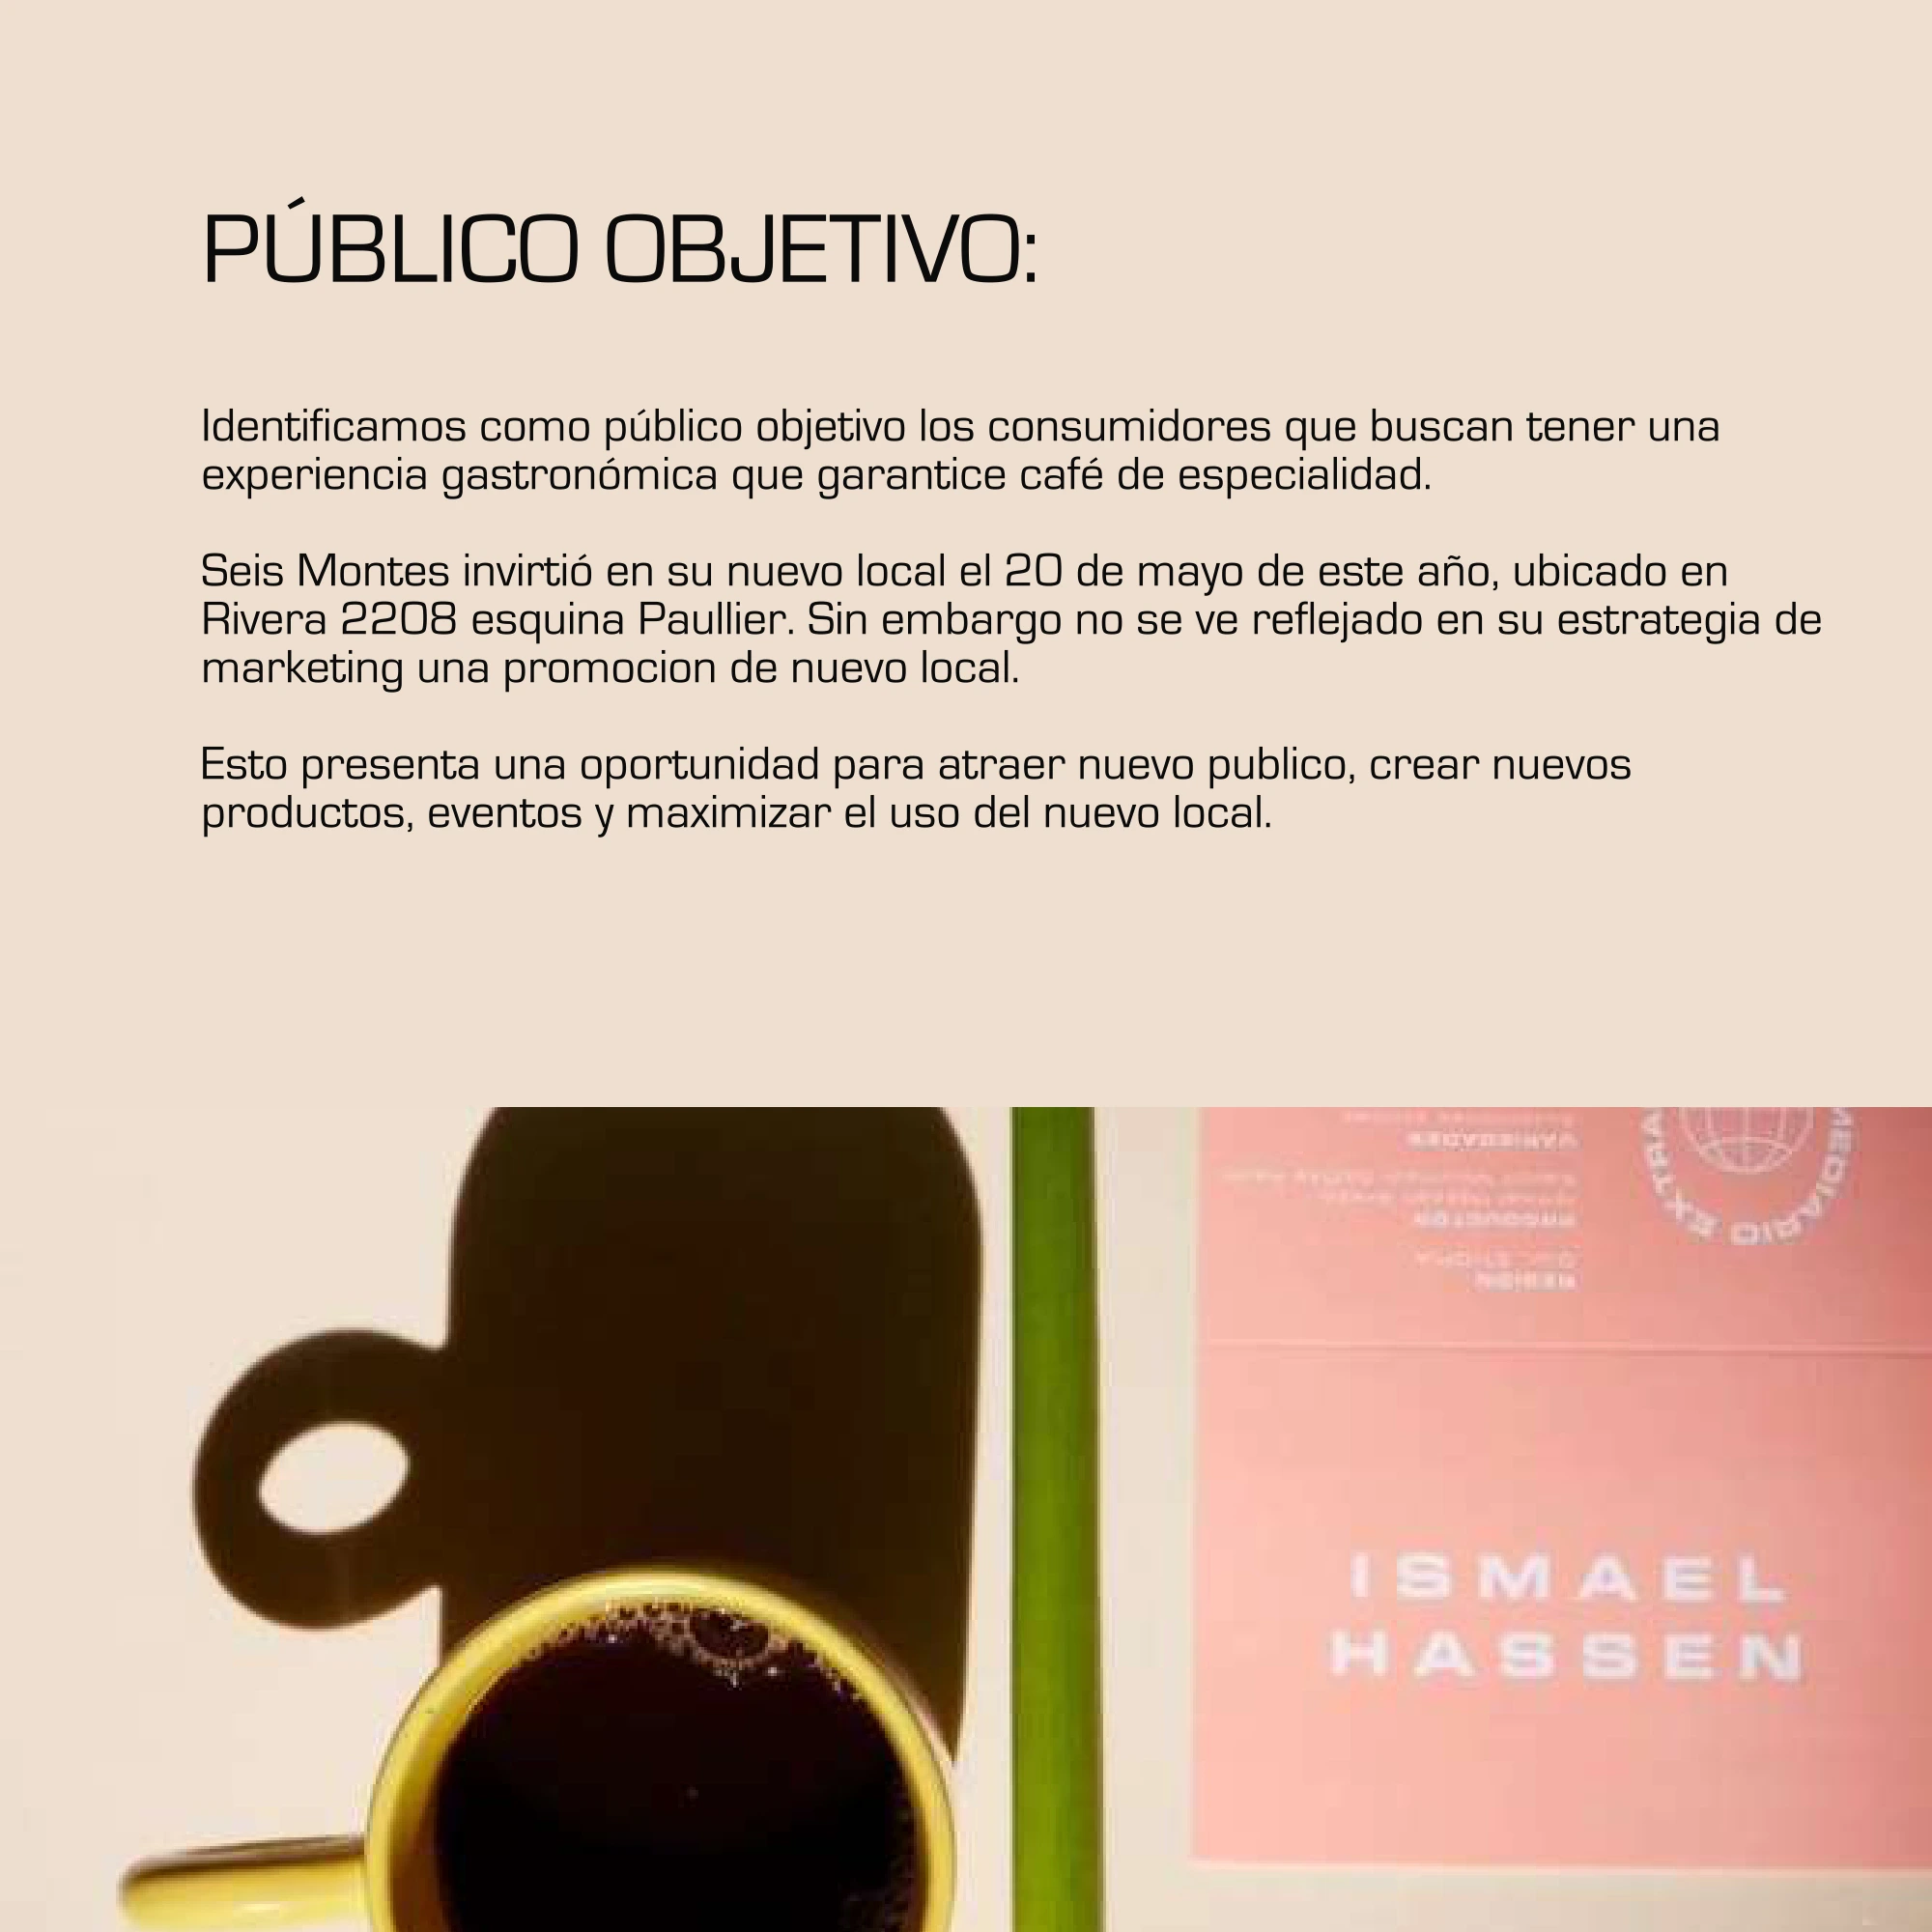 PÚBLICO OBJETIVO:
Identificamos como público objetivo los consumidores que buscan tener una
experiencia gastronómica que garantice café de especialidad.
Seis Montes invirtió en su nuevo local el 20 de mayo de este año, ubicado en
Rivera 2208 esquina Paullier. Sin embargo no se ve reflejado en su estrategia de
marketing una promocion de nuevo local.
Esto presenta una oportunidad para atraer nuevo publico, crear nuevos
productos, eventos y maximizar el uso del nuevo local.
VARIEDADES
PRODUCTOR
REGIÓN
ISMAEL
HASSEN